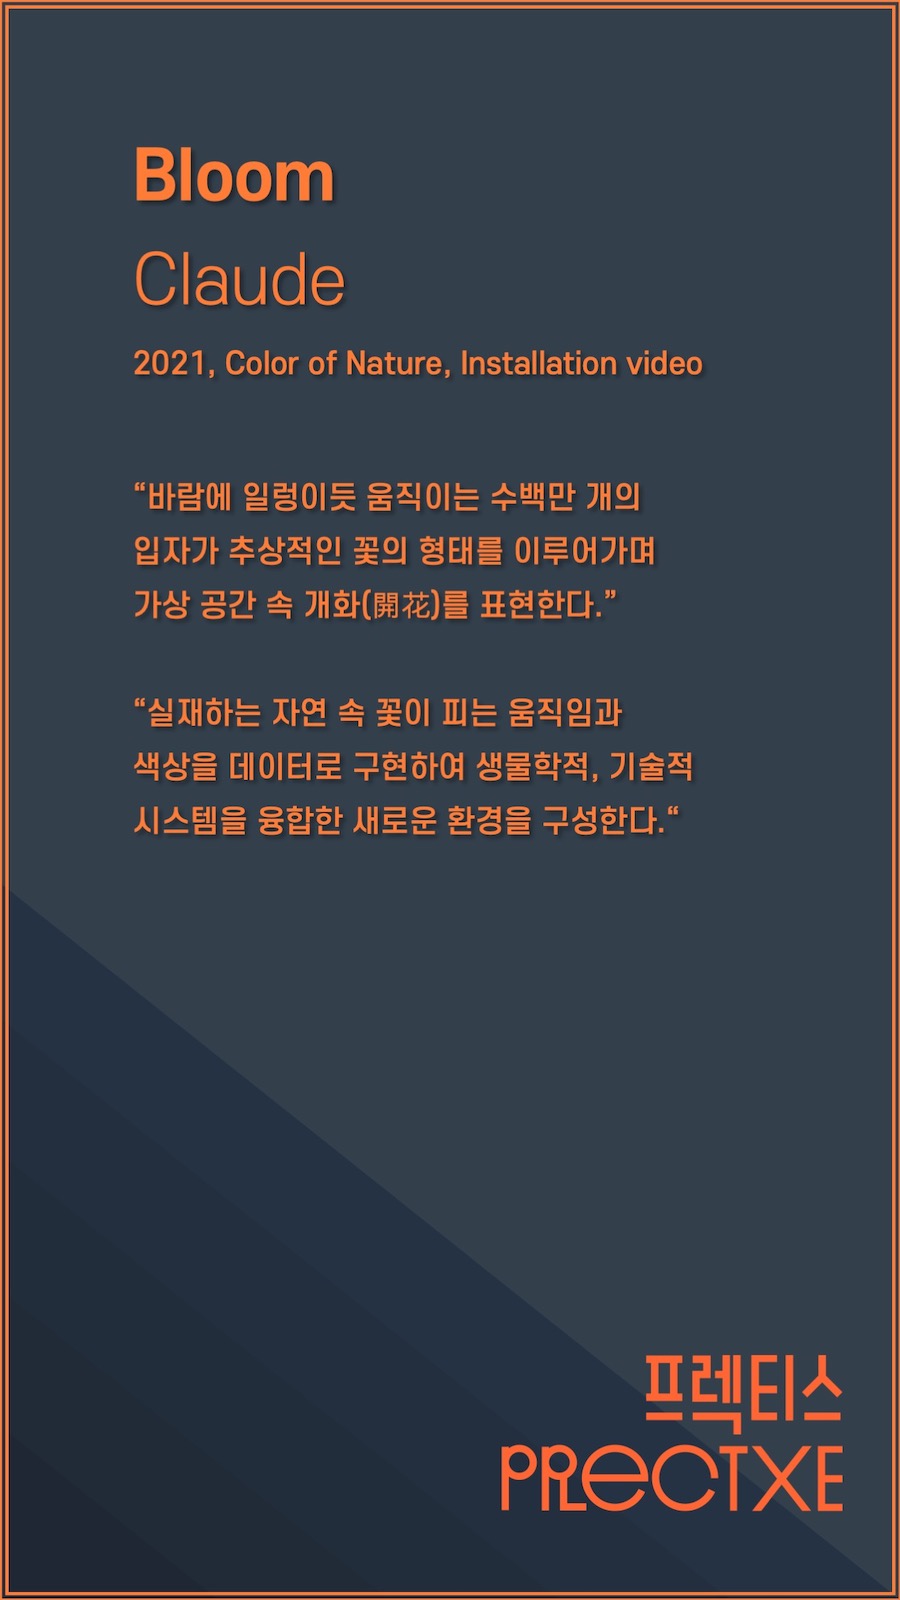 Bloom
Claude
2021, Color of Nature, Installation video
“바람에 일렁이듯 움직이는 수백만 개의
입자가 추상적인 꽃의 형태를 이루어가며
가상 공간 속 개화(開花)를 표현한다.”
“실재하는 자연 속 꽃이 피는 움직임과
색상을 데이터로 구현하여 생물학적, 기술적
시스템을 융합한 새로운 환경을 구성한다.“
프렉티스
PRECTXE